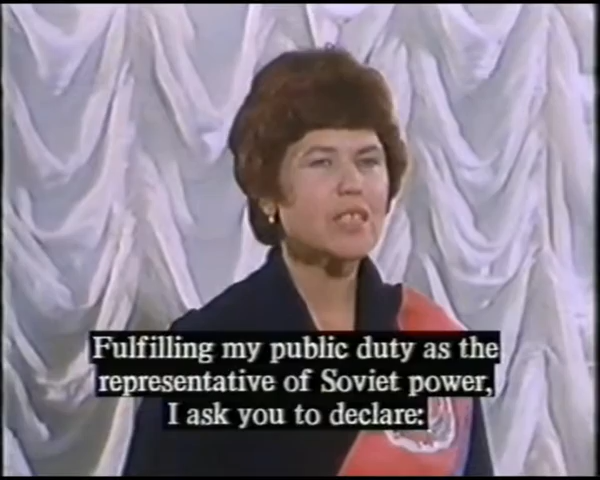 Fulfilling my public duty as the
representative of Soviet power,
I ask you to declare: